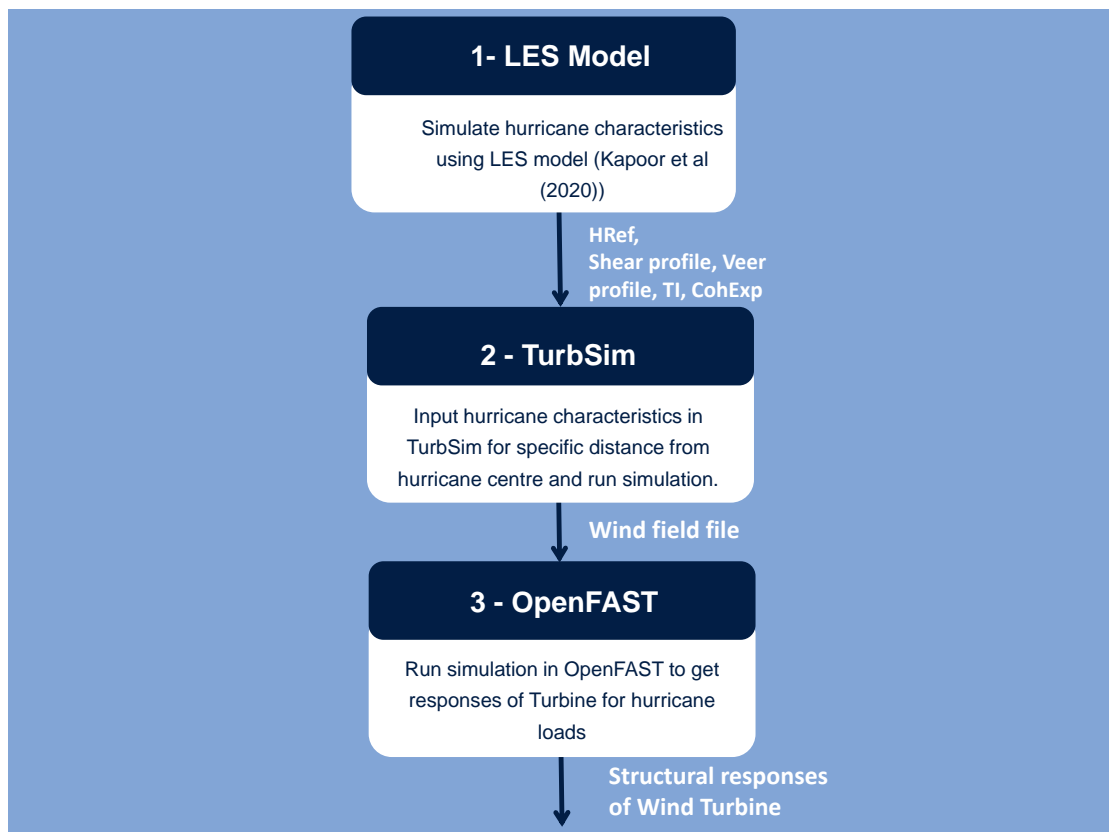 1- LES Model
Simulate hurricane characteristics
using LES model (Kapoor et al
(2020))
HRef,
Shear profile, Veer
profile, TI, CohExp
2 - TurbSim
Input hurricane characteristics in
TurbSim for specific distance from
hurricane centre and run simulation.
Wind field file
3 - OpenFAST
Run simulation in OpenFAST to get
responses of Turbine for hurricane
loads
Structural responses
of Wind Turbine